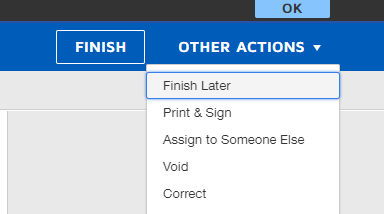 OK
FINISH OTHER ACTIONS
Finish Later
Print & Sign
Assign to Someone Else
Void
Correct